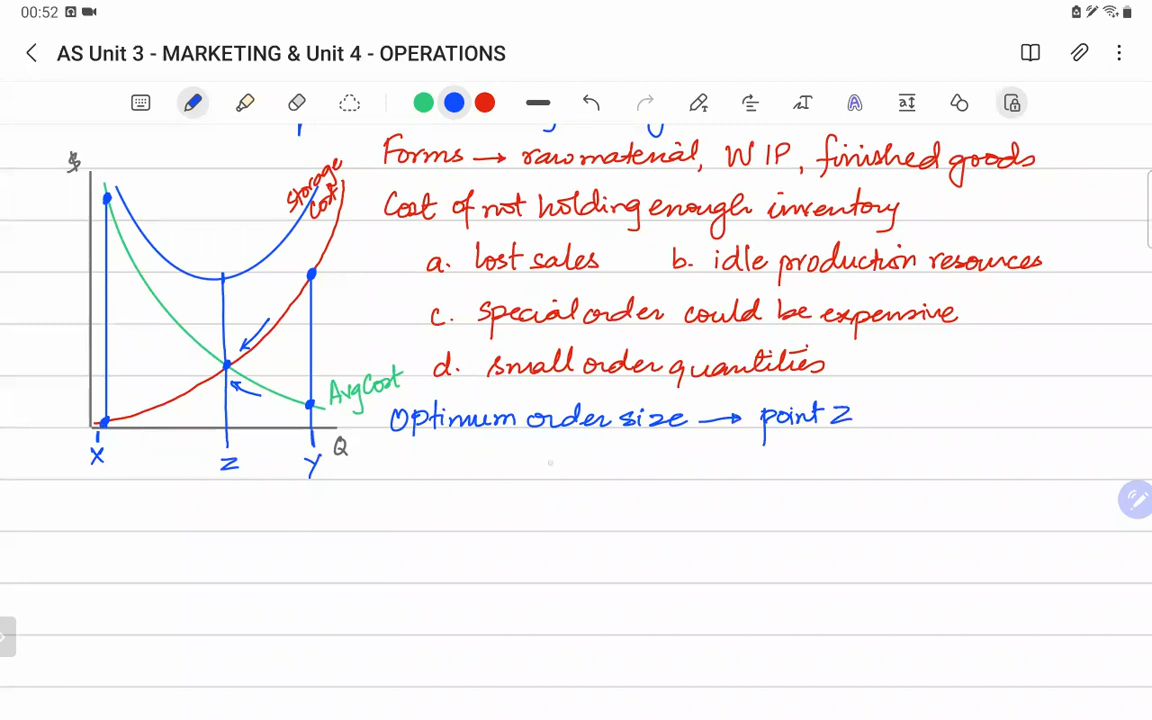 00:52
AS Unit 3 - MARKETING & Unit 4 - OPERATIONS
$
Storage
Cost
Forms → raw material, WIP, finished goods
Cost of not holding enough inventory
a. lost sales b. idle production resources
c. special order could be expensive
d. small order quantities
Avg Cost
Optimum order size → point Z
Q
X Z Y